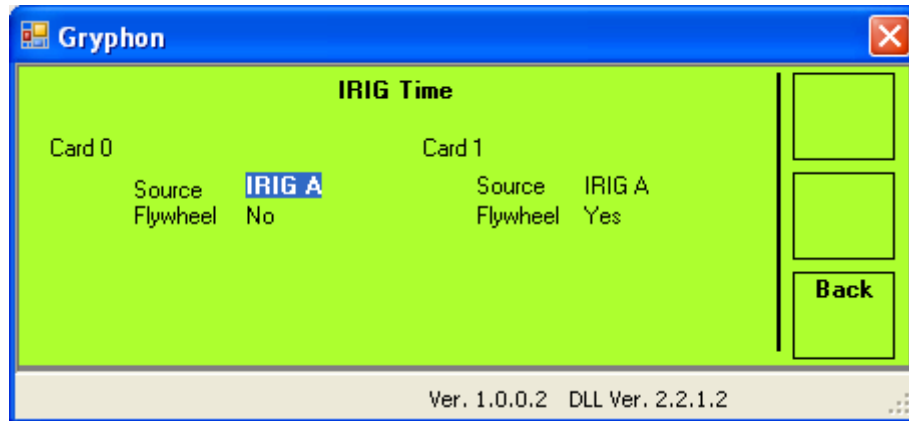 Gryphon
IRIG Time
Card 0 Card 1
Source IRIG A Source IRIG A
Flywheel No Flywheel Yes
Back
Ver. 1.0.0.2 DLL Ver. 2.2.1.2